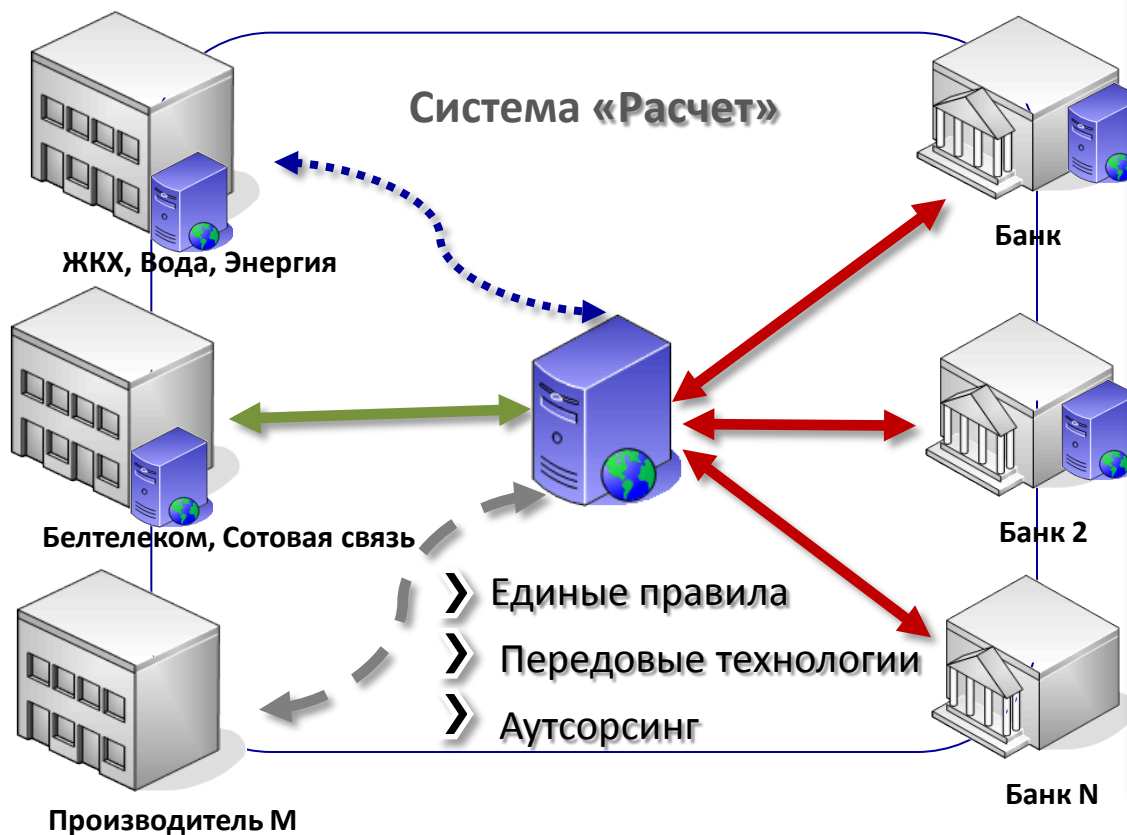 Система «Расчет»
ЖКХ, Вода, Энергия
Банк
Белтелеком, Сотовая связь
Банк 2
Единые правила
Передовые технологии
Аутсорсинг
Производитель М
Банк N